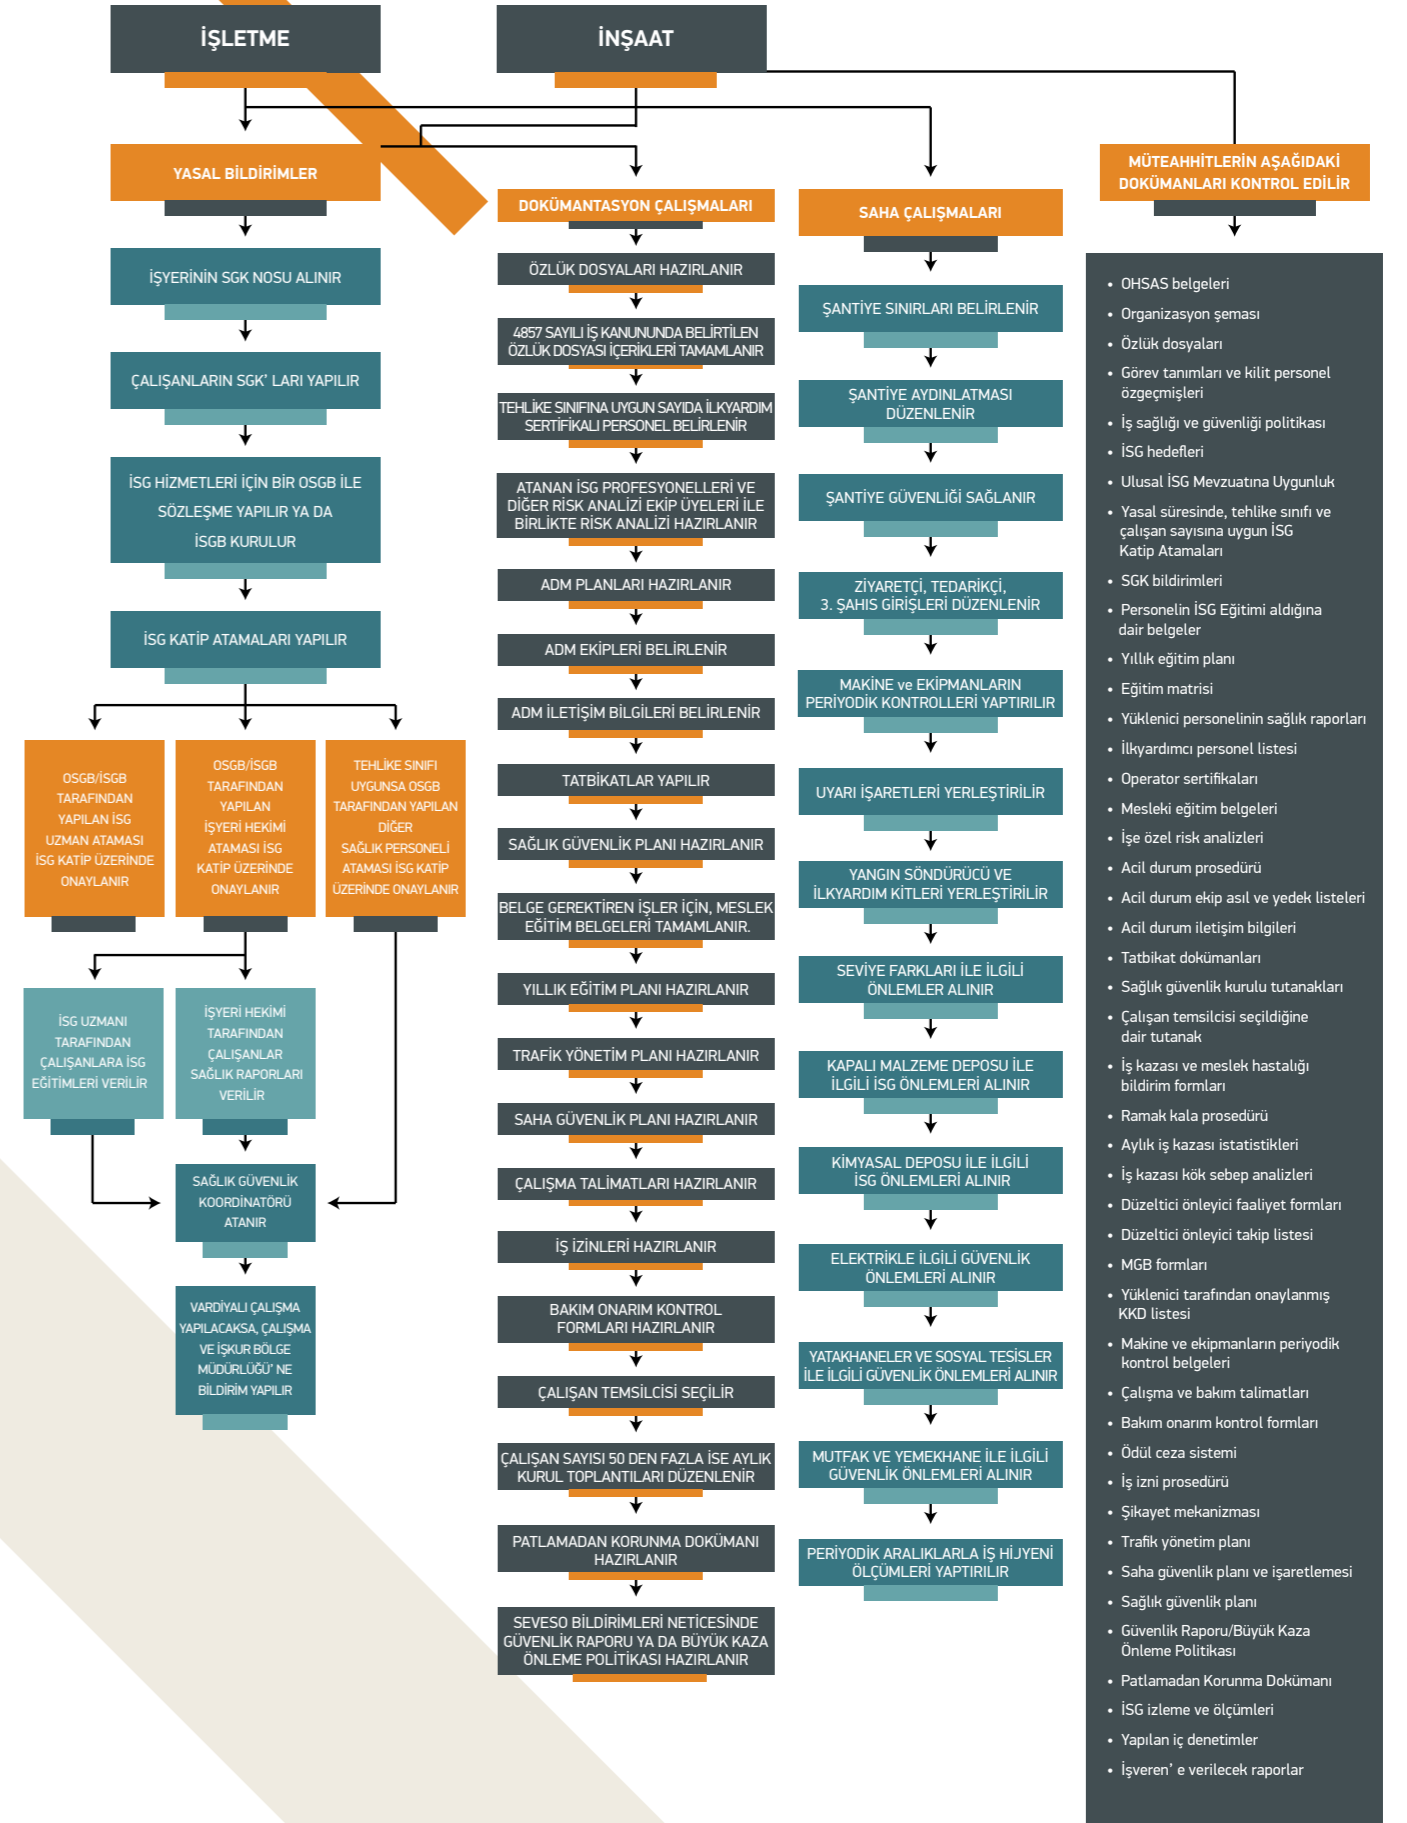 İŞLETME
İNŞAAT
YASAL BİLDİRİMLER
İŞYERİNİN SGK NOSU ALINIR
ÇALIŞANLARIN SGK' LARI YAPILIR
İSG HİZMETLERİ İÇİN BİR OSGB İLE
SÖZLEŞME YAPILIR YA DA
İSGB KURULUR
İSG KATİP ATAMALARI YAPILIR
OSGB/İSGB
TARAFINDAN
YAPILAN İSG
UZMAN ATAMASI
İSG KATİP ÜZERİNDE
ONAYLANIR
OSGB/İSGB
TARAFINDAN
YAPILAN
İŞYERİ HEKİMİ
ATAMASI İSG
KATİP ÜZERİNDE
ONAYLANIR
TEHLİKE SINIFI
UYGUNSA OSGB
TARAFINDAN YAPILAN
DİĞER
SAĞLIK PERSONELİ
ATAMASI İSG KATİP
ÜZERİNDE ONAYLANIR
İSG UZMANI
TARAFINDAN
ÇALIŞANLARA İSG
EĞİTİMLERİ VERİLİR
İŞYERİ HEKİMİ
TARAFINDAN
ÇALIŞANLAR
SAĞLIK RAPORLARI
VERİLİR
SAĞLIK GÜVENLİK
KOORDİNATÖRÜ
ATANIR
VARDİYALI ÇALIŞMA
YAPILACAKSA, ÇALIŞMA
VE İŞKUR BÖLGE
MÜDÜRLÜĞÜ' NE
BİLDİRİM YAPILIR
DOKÜMANTASYON ÇALIŞMALARI
ÖZLÜK DOSYALARI HAZIRLANIR
4857 SAYILI İŞ KANUNUNDA BELİRTİLEN
ÖZLÜK DOSYASI İÇERİKLERİ TAMAMLANIR
TEHLİKE SINIFINA UYGUN SAYIDA İLKYARDIM
SERTİFİKALI PERSONEL BELİRLENİR
ATANAN İSG PROFESYONELLERİ VE
DİĞER RİSK ANALİZİ EKİP ÜYELERİ İLE
BİRLİKTE RİSK ANALİZİ HAZIRLANIR
ADM PLANLARI HAZIRLANIR
ADM EKİPLERİ BELİRLENİR
ADM İLETİŞİM BİLGİLERİ BELİRLENİR
TATBİKATLAR YAPILIR
SAĞLIK GÜVENLİK PLANI HAZIRLANIR
BELGE GEREKTİREN İŞLER İÇİN, MESLEK
EĞİTİM BELGELERİ TAMAMLANIR.
YILLIK EĞİTİM PLANI HAZIRLANIR
TRAFİK YÖNETİM PLANI HAZIRLANIR
SAHA GÜVENLİK PLANI HAZIRLANIR
ÇALIŞMA TALİMATLARI HAZIRLANIR
İŞ İZİNLERİ HAZIRLANIR
BAKIM ONARIM KONTROL
FORMLARI HAZIRLANIR
ÇALIŞAN TEMSİLCİSİ SEÇİLİR
ÇALIŞAN SAYISI 50 DEN FAZLA İSE AYLIK
KURUL TOPLANTILARI DÜZENLENİR
PATLAMADAN KORUNMA DOKÜMANI
HAZIRLANIR
SEVESO BİLDİRİMLERİ NETİCESİNDE
GÜVENLİK RAPORU YA DA BÜYÜK KAZA
ÖNLEME POLİTİKASI HAZIRLANIR
SAHA ÇALIŞMALARI
ŞANTİYE SINIRLARI BELİRLENİR
ŞANTİYE AYDINLATMASI
DÜZENLENİR
ŞANTİYE GÜVENLİĞİ SAĞLANIR
ZİYARETÇİ, TEDARİKÇİ,
3. ŞAHIS GİRİŞLERİ DÜZENLENİR
MAKİNE ve EKİPMANLARIN
PERİYODİK KONTROLLERİ YAPTIRILIR
UYARI İŞARETLERİ YERLEŞTİRİLİR
YANGIN SÖNDÜRÜCÜ VE
İLKYARDIM KİTLERİ YERLEŞTİRİLİR
SEVİYE FARKLARI İLE İLGİLİ
ÖNLEMLER ALINIR
KAPALI MALZEME DEPOSU İLE
İLGİLİ İSG ÖNLEMLERİ ALINIR
KİMYASAL DEPOSU İLE İLGİLİ
İSG ÖNLEMLERİ ALINIR
ELEKTRİKLE İLGİLİ GÜVENLİK
ÖNLEMLERİ ALINIR
YATAKHANELER VE SOSYAL TESİSLER
İLE İLGİLİ GÜVENLİK ÖNLEMLERİ ALINIR
MUTFAK VE YEMEKHANE İLE İLGİLİ
GÜVENLİK ÖNLEMLERİ ALINIR
PERİYODİK ARALIKLARLA İŞ HİJYENİ
ÖLÇÜMLERİ YAPTIRILIR
MÜTEAHHİTLERİN AŞAĞIDAKİ
DOKÜMANLARI KONTROL EDİLİR
• OHSAS belgeleri
• Organizasyon şeması
• Özlük dosyaları
• Görev tanımları ve kilit personel
özgeçmişleri
• İş sağlığı ve güvenliği politikası
• İSG hedefleri
• Ulusal İSG Mevzuatına Uygunluk
• Yasal süresinde, tehlike sınıfı ve
çalışan sayısına uygun İSG
Katip Atamaları
• SGK bildirimleri
• Personelin İSG Eğitimi aldığına
dair belgeler
• Yıllık eğitim planı
• Eğitim matrisi
• Yüklenici personelinin sağlık raporları
• İlkyardımcı personel listesi
• Operator sertifikaları
• Mesleki eğitim belgeleri
• İşe özel risk analizleri
• Acil durum prosedürü
• Acil durum ekip asıl ve yedek listeleri
• Acil durum iletişim bilgileri
• Tatbikat dokümanları
• Sağlık güvenlik kurulu tutanakları
• Çalışan temsilcisi seçildiğine
dair tutanak
• İş kazası ve meslek hastalığı
bildirim formları
• Ramak kala prosedürü
• Aylık iş kazası istatistikleri
• İş kazası kök sebep analizleri
• Düzeltici önleyici faaliyet formları
• Düzeltici önleyici takip listesi
• MGB formları
• Yüklenici tarafından onaylanmış
KKD listesi
• Makine ve ekipmanların periyodik
kontrol belgeleri
• Çalışma ve bakım talimatları
• Bakım onarım kontrol formları
• Ödül ceza sistemi
• İş izni prosedürü
• Şikayet mekanizması
• Trafik yönetim planı
• Saha güvenlik planı ve işaretlemesi
• Sağlık güvenlik planı
• Güvenlik Raporu/Büyük Kaza
Önleme Politikası
• Patlamadan Korunma Dokümanı
• İSG izleme ve ölçümleri
• Yapılan iç denetimler
• İşveren' e verilecek raporlar